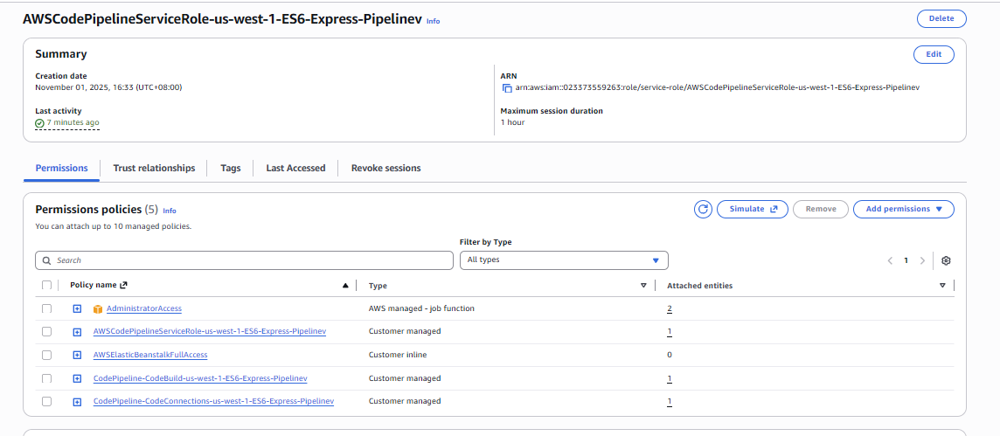 AWSCodePipelineServiceRole-us-west-1-ES6-Express-Pipelinev Info
Delete
Summary
Edit
Creation date
November 01, 2025, 16:33 (UTC+08:00)
ARN
arn:aws:iam::023373559263:role/service-role/AWSCodePipelineServiceRole-us-west-1-ES6-Express-Pipelinev
Last activity
7 minutes ago
Maximum session duration
1 hour
Permissions
Trust relationships
Tags
Last Accessed
Revoke sessions
Permissions policies (5) Info
Simulate
Remove
Add permissions
You can attach up to 10 managed policies.
Filter by Type
Search
All types
1
Policy name
Type
Attached entities
AdministratorAccess
AWS managed - job function
2
AWSCodePipelineServiceRole-us-west-1-ES6-Express-Pipelinev
Customer managed
1
AWSElasticBeanstalkFullAccess
Customer inline
0
CodePipeline-CodeBuild-us-west-1-ES6-Express-Pipelinev
Customer managed
1
CodePipeline-CodeConnections-us-west-1-ES6-Express-Pipelinev
Customer managed
1